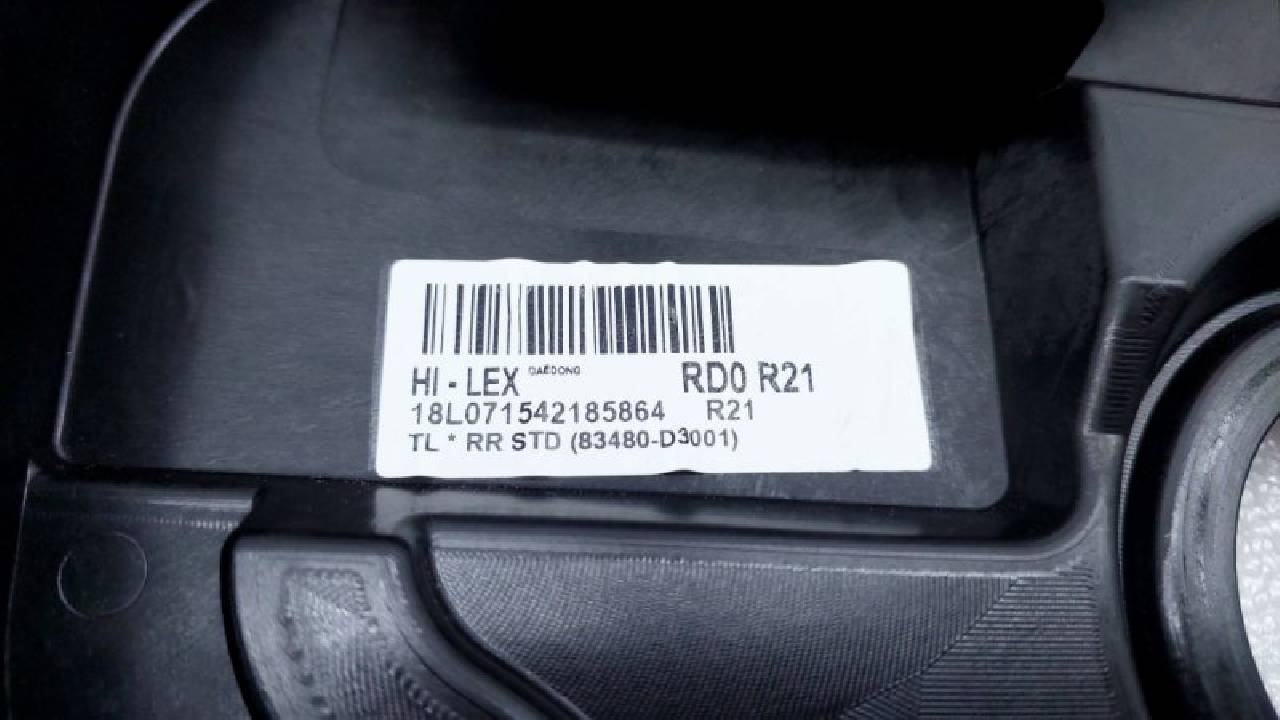 HI - LEX DAEDONG RD0 R21
18L071542185864 R21
TL * RR STD (83480-D3001)